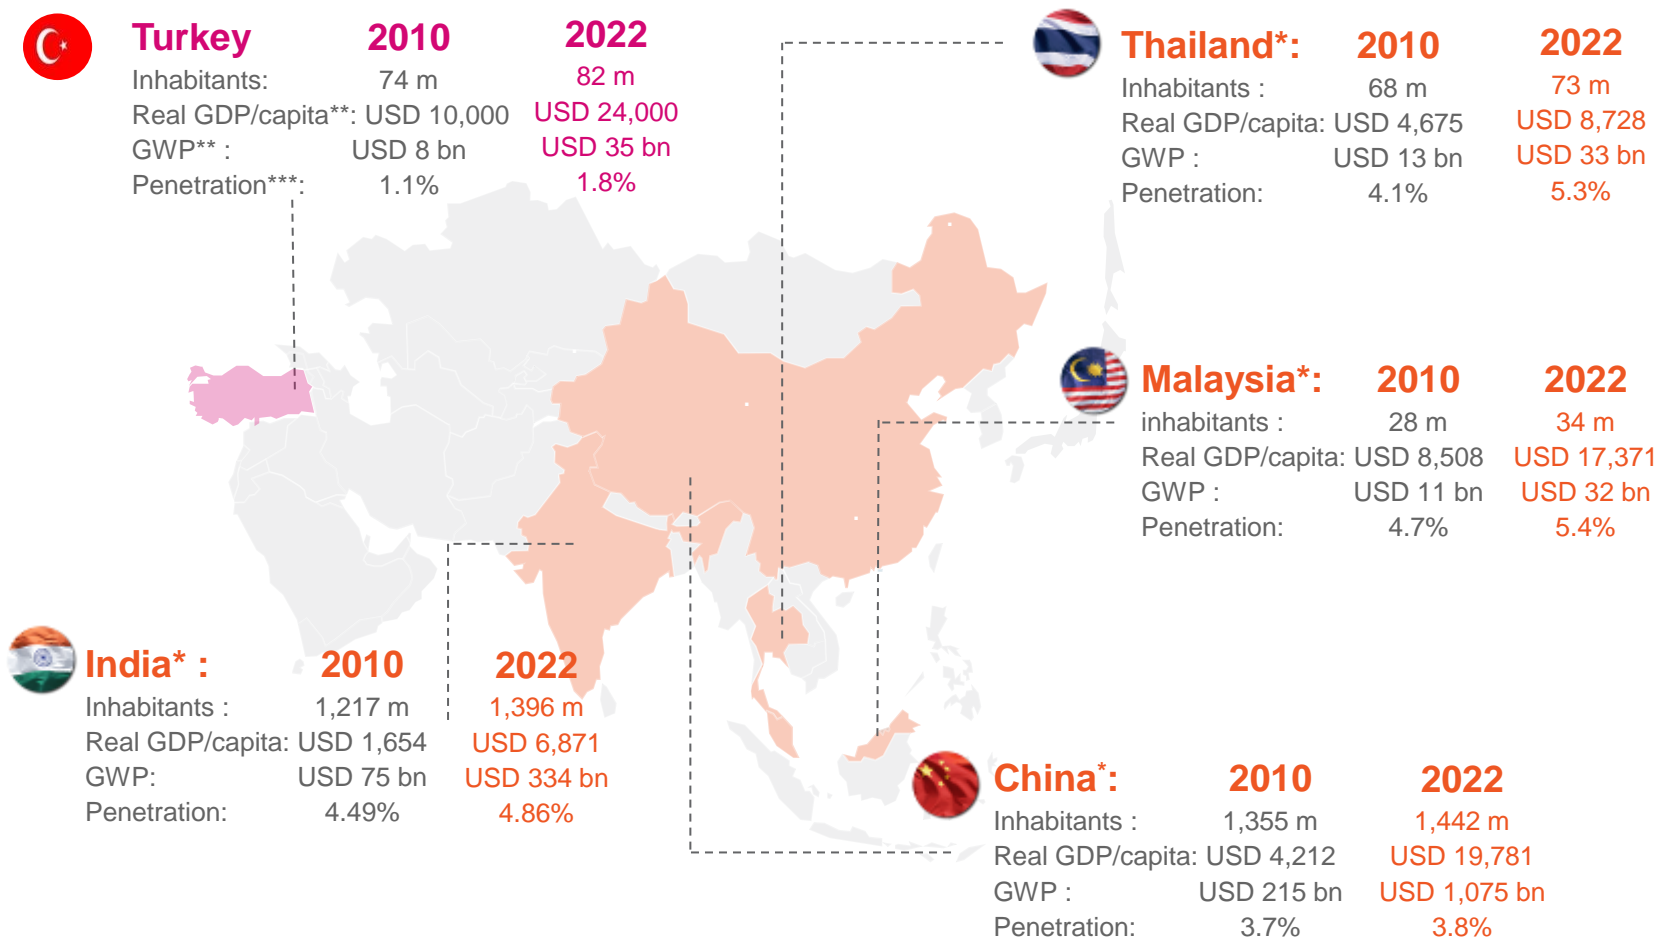 Turkey 2010 2022
Inhabitants: 74 m 82 m
Real GDP/capita**: USD 10,000 USD 24,000
GWP** : USD 8 bn USD 35 bn
Penetration***: 1.1% 1.8%
Thailand*: 2010 2022
Inhabitants : 68 m 73 m
Real GDP/capita: USD 4,675 USD 8,728
GWP : USD 13 bn USD 33 bn
Penetration: 4.1% 5.3%
Malaysia*: 2010 2022
inhabitants : 28 m 34 m
Real GDP/capita: USD 8,508 USD 17,371
GWP : USD 11 bn USD 32 bn
Penetration: 4.7% 5.4%
India* : 2010 2022
Inhabitants : 1,217 m 1,396 m
Real GDP/capita: USD 1,654 USD 6,871
GWP: USD 75 bn USD 334 bn
Penetration: 4.49% 4.86%
China*: 2010 2022
Inhabitants : 1,355 m 1,442 m
Real GDP/capita: USD 4,212 USD 19,781
GWP : USD 215 bn USD 1,075 bn
Penetration: 3.7% 3.8%